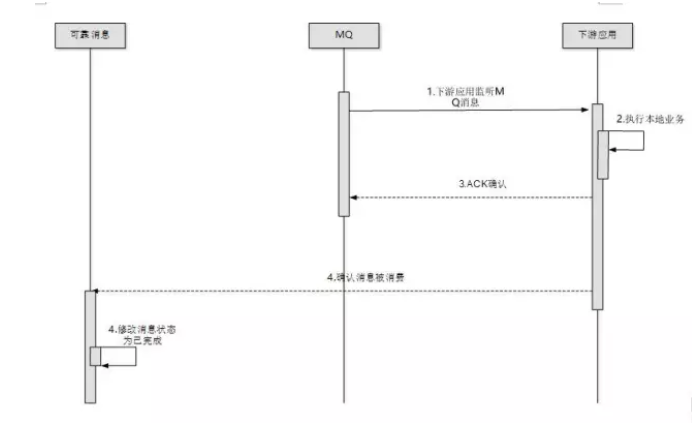 可靠消息
MQ
下游应用
1.下游应用监听M
Q消息
2.执行本地业务
3.ACK确认
4.确认消息被消费
4.修改消息状态
为已完成